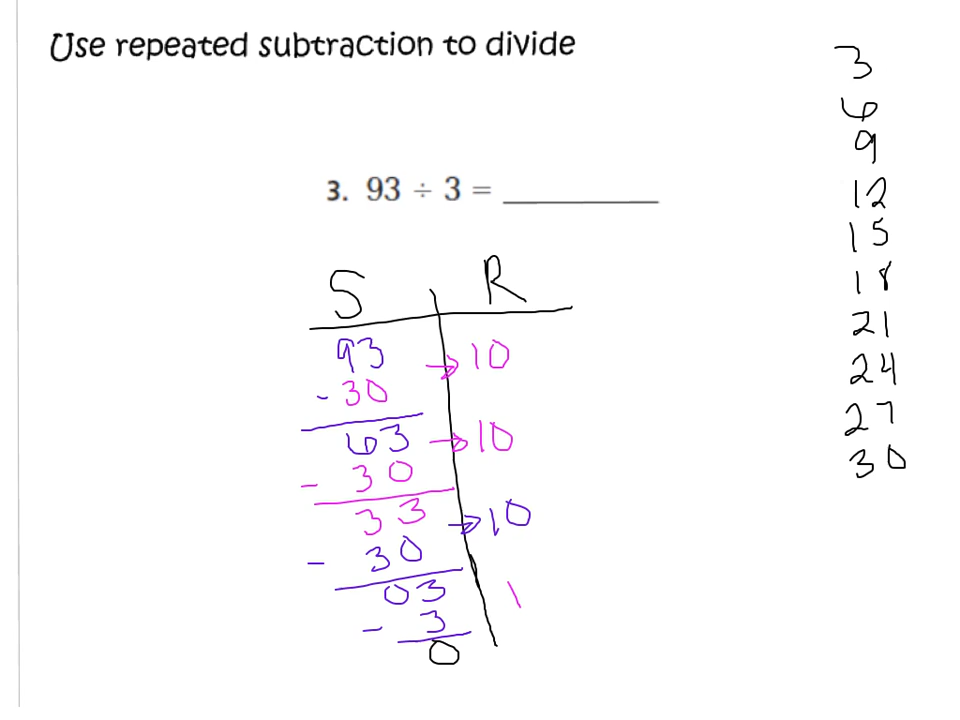 Use repeated subtraction to divide
3. 93 ÷ 3 = ________
S R
93 → 10
- 30
63 → 10
- 30
33 → 10
- 30
03 1
- 3
0
3
6
9
12
15
18
21
24
27
30